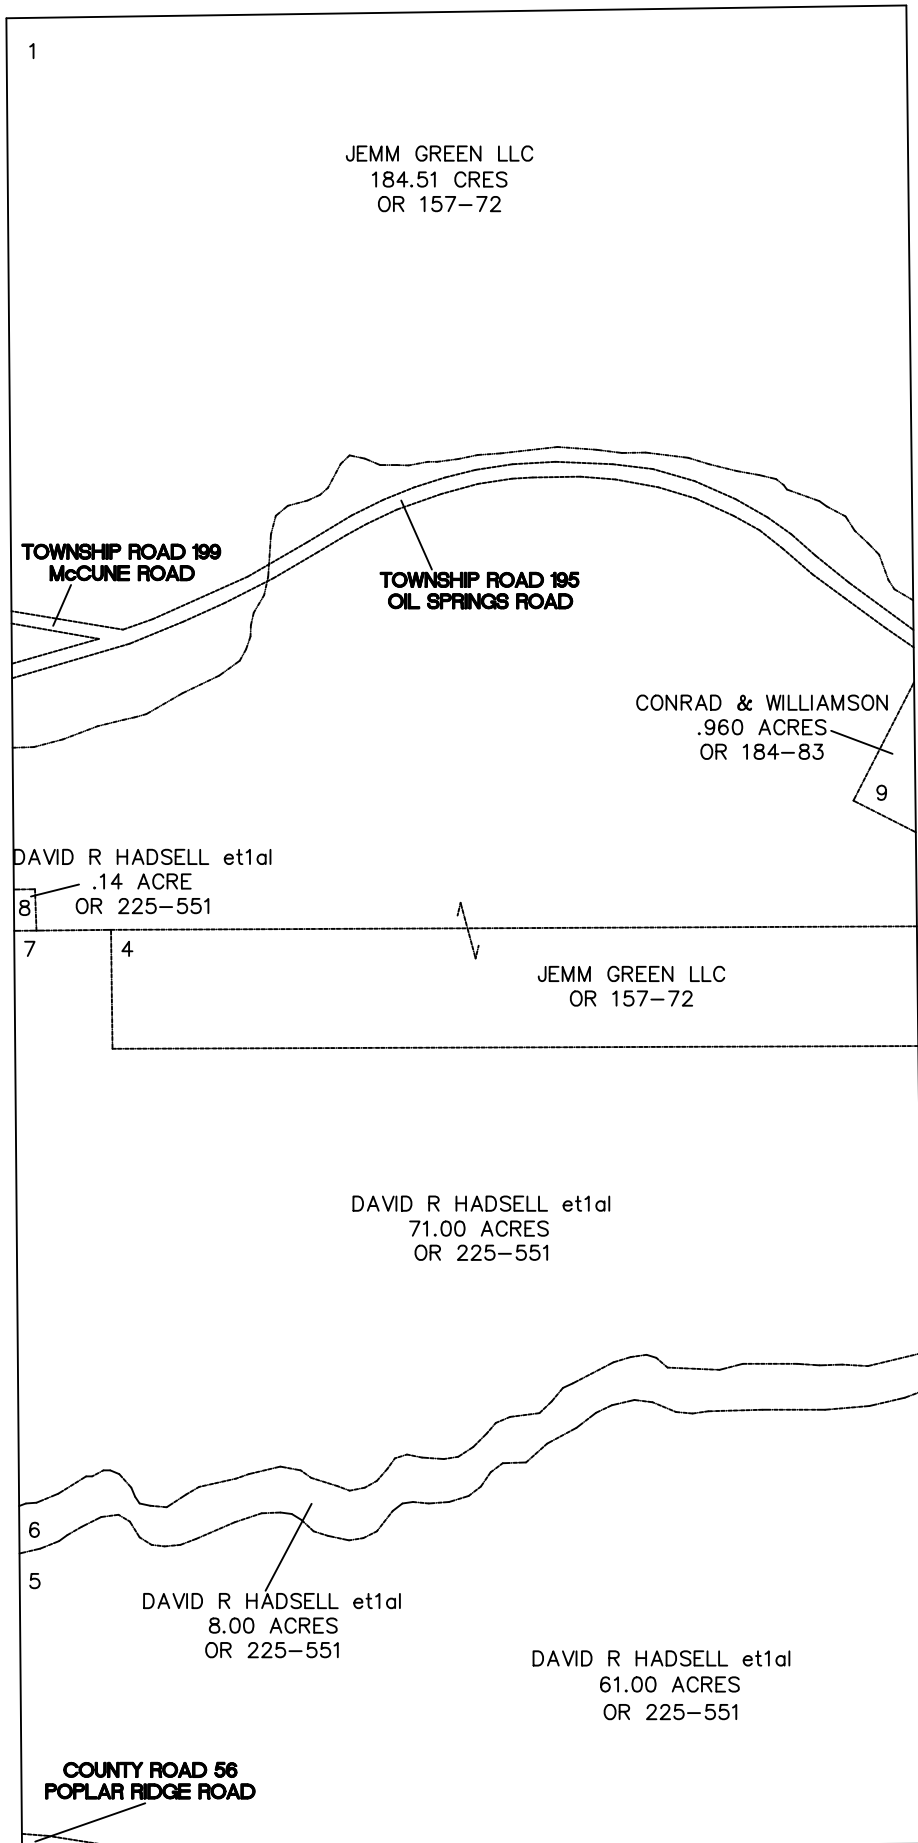 1
JEMM GREEN LLC
184.51 CRES
OR 157-72
TOWNSHIP ROAD 199
McCUNE ROAD
TOWNSHIP ROAD 195
OIL SPRINGS ROAD
CONRAD & WILLIAMSON
.960 ACRES
OR 184-83
9
DAVID R HADSELL et1al
.14 ACRE
OR 225-551
8
7
4
JEMM GREEN LLC
OR 157-72
DAVID R HADSELL et1al
71.00 ACRES
OR 225-551
6
5
DAVID R HADSELL et1al
8.00 ACRES
OR 225-551
DAVID R HADSELL et1al
61.00 ACRES
OR 225-551
COUNTY ROAD 56
POPLAR RIDGE ROAD